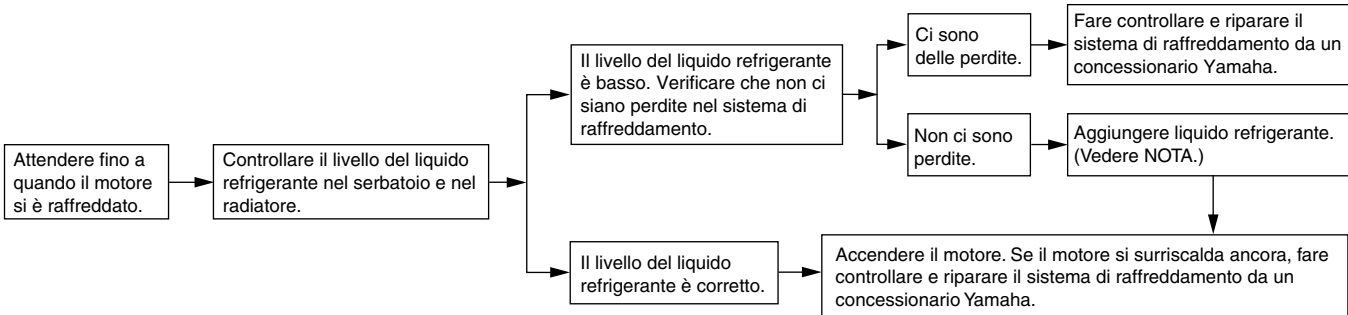 Attendere fino a
quando il motore
si è raffreddato.
Controllare il livello del liquido
refrigerante nel serbatoio e nel
radiatore.
Il livello del liquido refrigerante
è basso. Verificare che non ci
siano perdite nel sistema di
raffreddamento.
Ci sono
delle perdite.
Fare controllare e riparare il
sistema di raffreddamento da un
concessionario Yamaha.
Non ci sono
perdite.
Aggiungere liquido refrigerante.
(Vedere NOTA.)
Il livello del liquido
refrigerante è corretto.
Accendere il motore. Se il motore si surriscalda ancora, fare
controllare e riparare il sistema di raffreddamento da un
concessionario Yamaha.